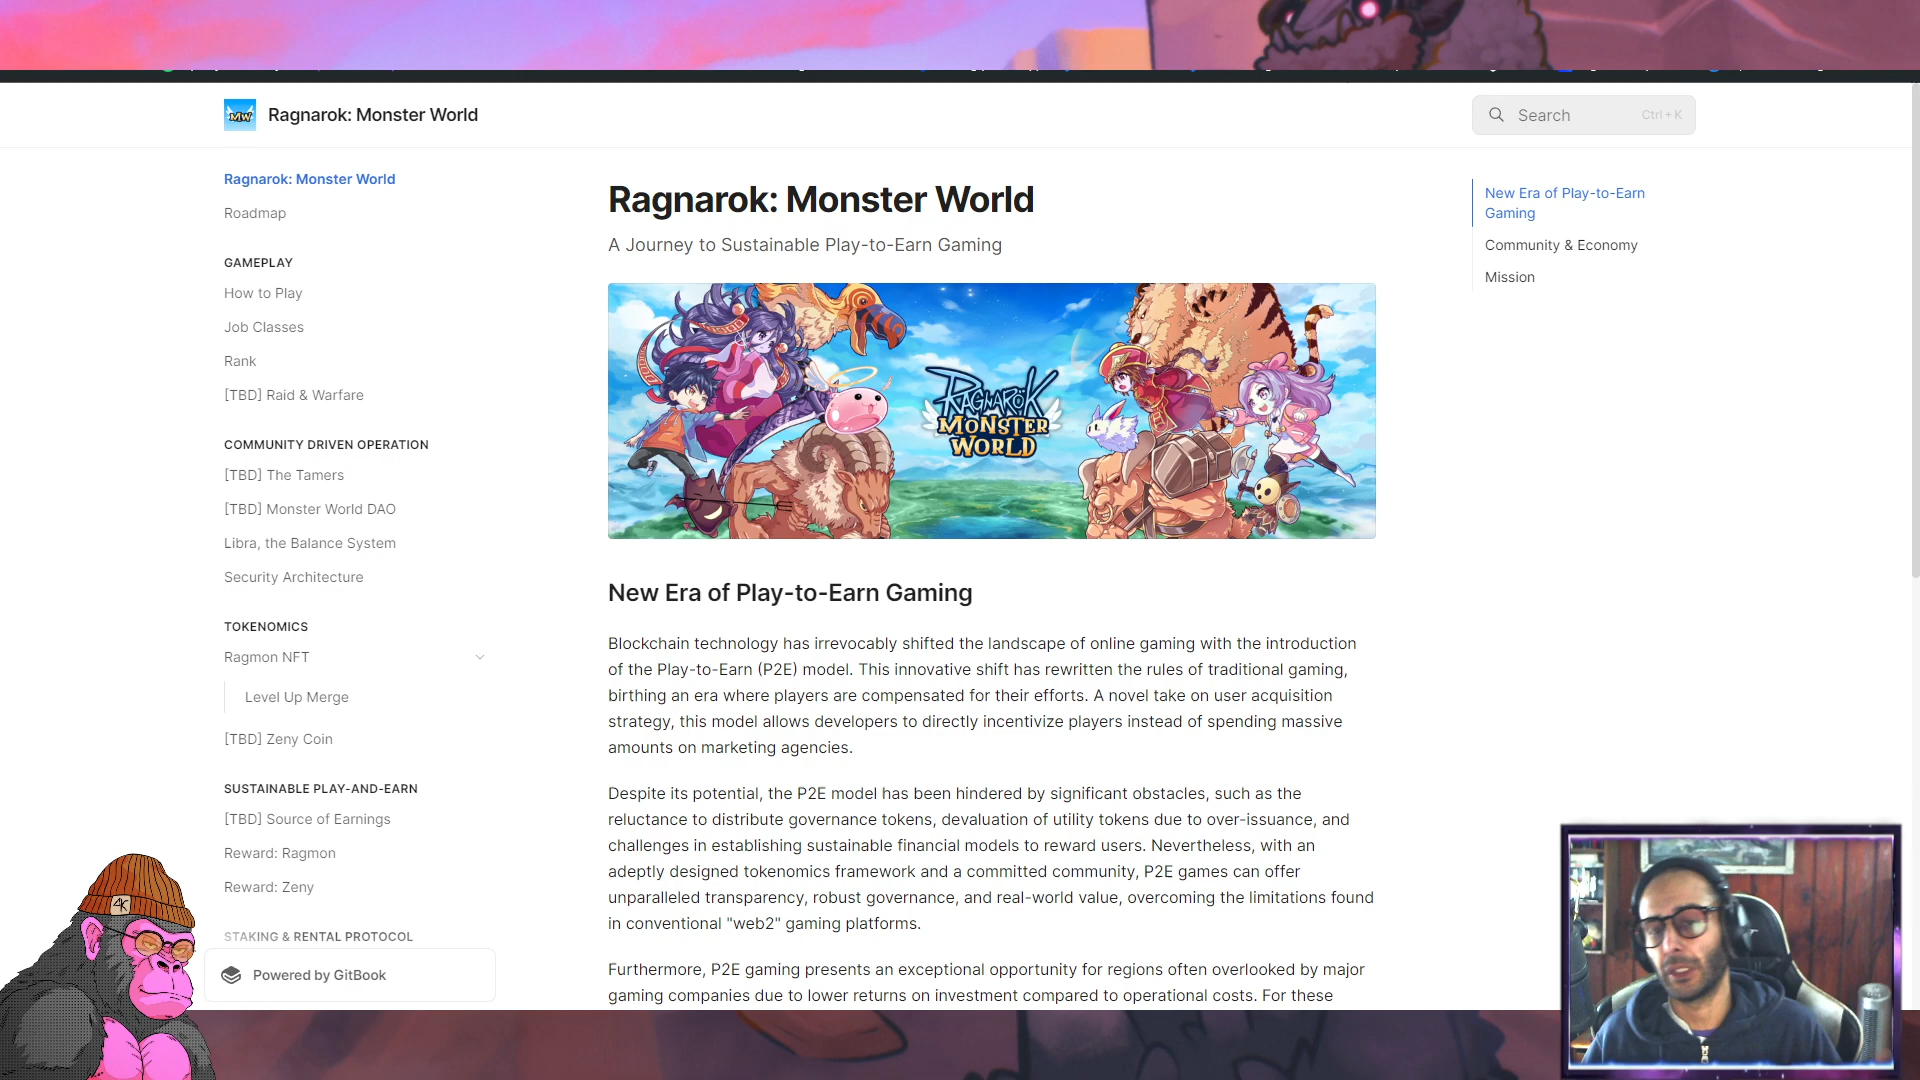 MW
Ragnarok: Monster World
Search
Ctrl + K
Ragnarok: Monster World
Roadmap
GAMEPLAY
How to Play
Job Classes
Rank
[TBD] Raid & Warfare
COMMUNITY DRIVEN OPERATION
[TBD] The Tamers
[TBD] Monster World DAO
Libra, the Balance System
Security Architecture
TOKENOMICS
Ragmon NFT
Level Up Merge
[TBD] Zeny Coin
SUSTAINABLE PLAY-AND-EARN
[TBD] Source of Earnings
Reward: Ragmon
Reward: Zeny
STAKING & RENTAL PROTOCOL
Powered by GitBook
4K
Ragnarok: Monster World
A Journey to Sustainable Play-to-Earn Gaming
RAGNARÖK
MONSTER
WORLD
New Era of Play-to-Earn Gaming
Blockchain technology has irrevocably shifted the landscape of online gaming with the introduction
of the Play-to-Earn (P2E) model. This innovative shift has rewritten the rules of traditional gaming,
birthing an era where players are compensated for their efforts. A novel take on user acquisition
strategy, this model allows developers to directly incentivize players instead of spending massive
amounts on marketing agencies.
Despite its potential, the P2E model has been hindered by significant obstacles, such as the
reluctance to distribute governance tokens, devaluation of utility tokens due to over-issuance, and
challenges in establishing sustainable financial models to reward users. Nevertheless, with an
adeptly designed tokenomics framework and a committed community, P2E games can offer
unparalleled transparency, robust governance, and real-world value, overcoming the limitations found
in conventional "web2" gaming platforms.
Furthermore, P2E gaming presents an exceptional opportunity for regions often overlooked by major
gaming companies due to lower returns on investment compared to operational costs. For these
New Era of Play-to-Earn
Gaming
Community & Economy
Mission